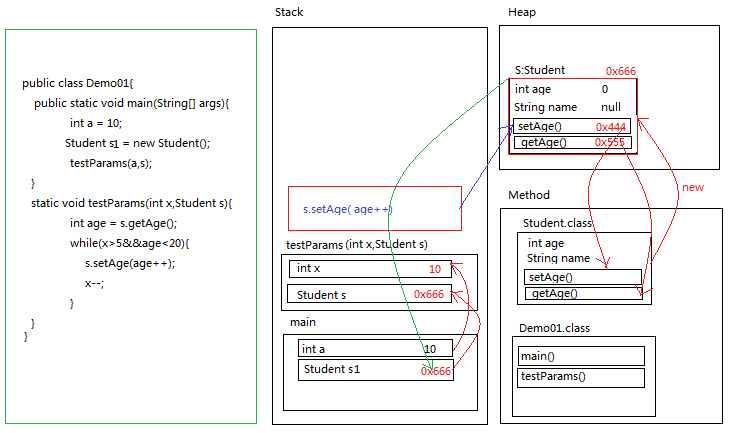 public class Demo01{
public static void main(String[] args){
int a = 10;
Student s1 = new Student();
testParams(a,s);
}
static void testParams(int x,Student s){
int age = s.getAge();
while(x>5&&age<20){
s.setAge(age++);
x--;
}
}
}
Stack
s.setAge( age++)
testParams(int x,Student s)
int x 10
Student s 0x666
main
int a 10
Student s1 0x666
Heap
S:Student 0x666
int age 0
String name null
setAge() 0x444
getAge() 0x555
new
Method
Student.class
int age
String name
setAge()
getAge()
Demo01.class
main()
testParams()